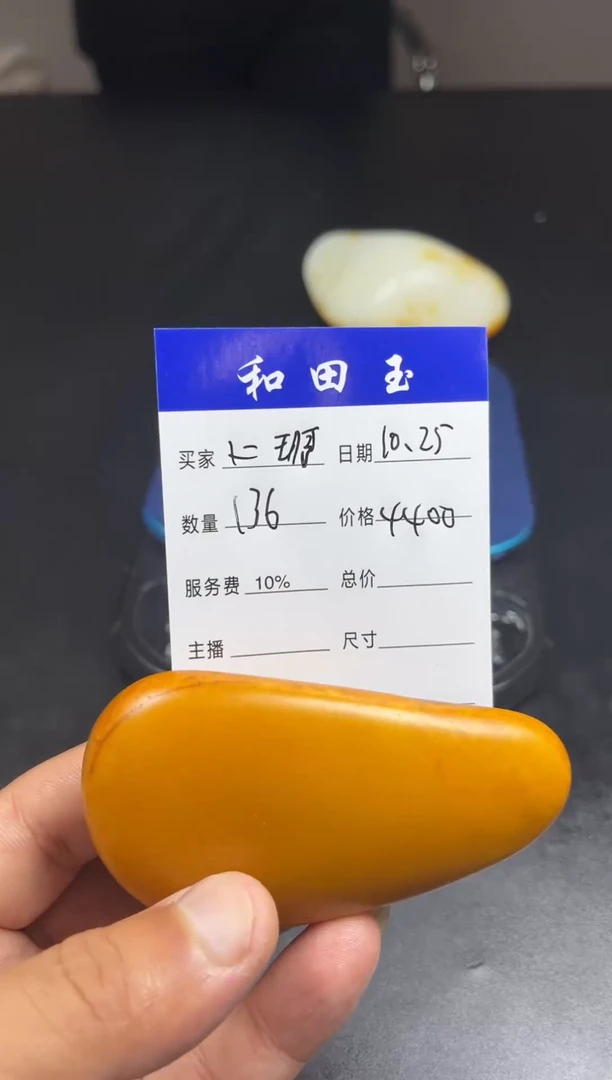 和田玉
买家 仁 日期 10、25
数量 136 价格 4400
服务费 10% 总价
主播 尺寸